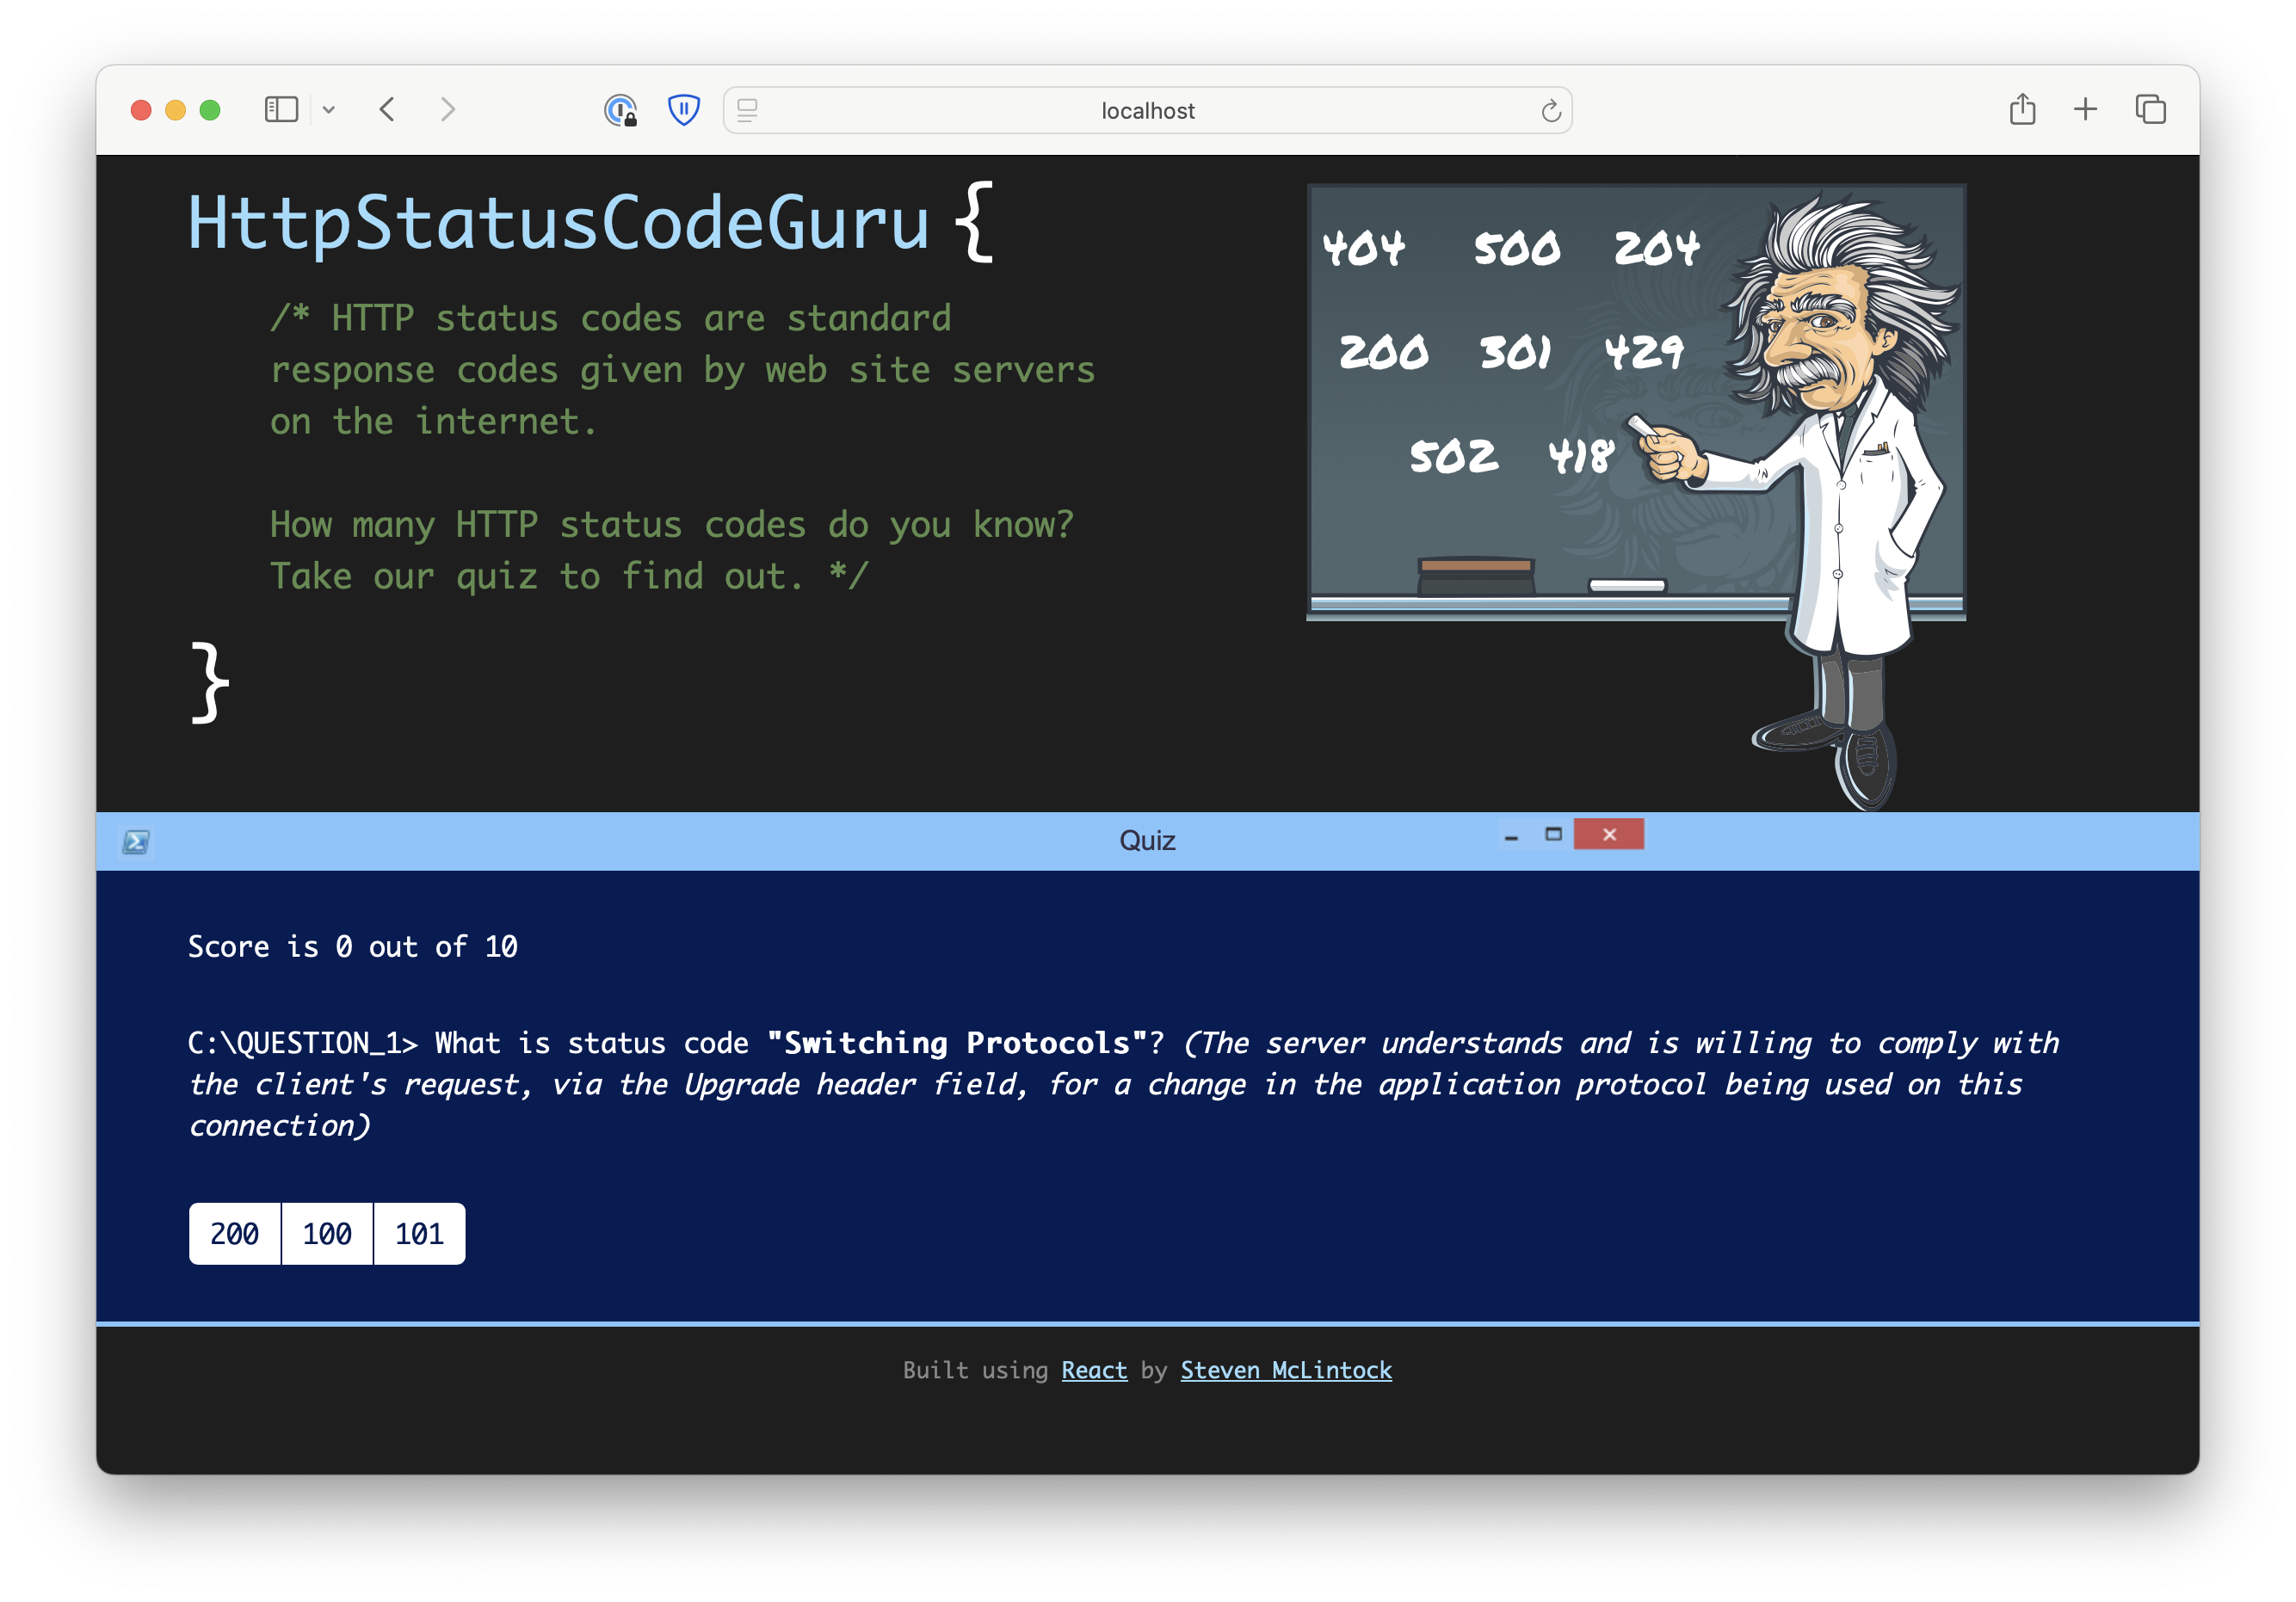 localhost
HttpStatusCodeGuru {
/* HTTP status codes are standard
response codes given by web site servers
on the internet.
How many HTTP status codes do you know?
Take our quiz to find out. */
}
404 500 204
200 301 429
502 418
Quiz
Score is 0 out of 10
C:\QUESTION_1> What is status code "Switching Protocols"? (The server understands and is willing to comply with
the client's request, via the Upgrade header field, for a change in the application protocol being used on this
connection)
200 100 101
Built using React by Steven McLintock